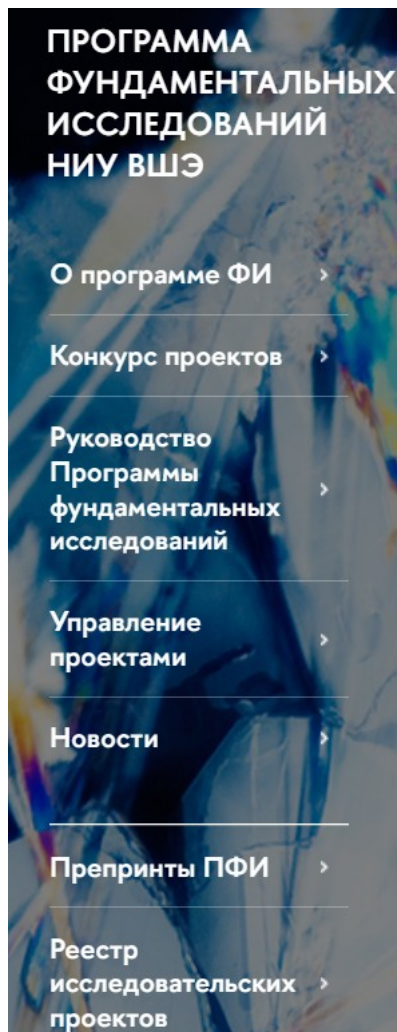 ПРОГРАММА
ФУНДАМЕНТАЛЬНЫХ
ИССЛЕДОВАНИЙ
НИУ ВШЭ
О программе ФИ
Конкурс проектов
Руководство
Программы
фундаментальных
исследований
Управление
проектами
Новости
Препринты ПФИ
Реестр
исследовательских
проектов